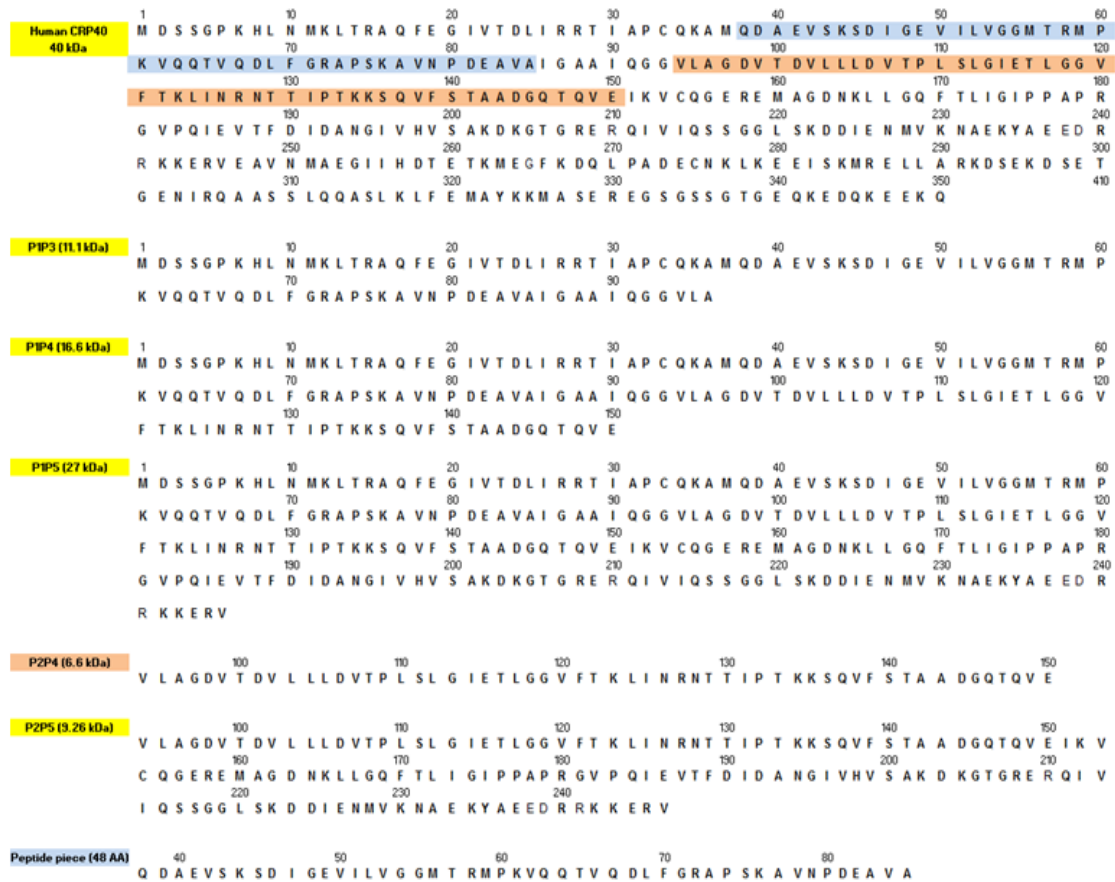 1 10 20 30 40 50 60
Human CRP40 M D S S G P K H L N M K L T R A Q F E G I V T D L I R R T I A P C Q K A M Q D A E V S K S D I G E V I L V G G M T R M P
40 kDa
70 80 90 100 110 120
K V Q Q T V Q D L F G R A P S K A V N P D E A V A I G A A I Q G G V L A G D V T D V L L L D V T P L S L G I E T L G G V
130 140 150 160 170 180
F T K L I N R N T T I P T K K S Q V F S T A A D G Q T Q V E I K V C Q G E R E M A G D N K L L G Q F T L I G I P P A P R
190 200 210 220 230 240
G V P Q I E V T F D I D A N G I V H V S A K D K G T G R E R Q I V I Q S S G G L S K D D I E N M V K N A E K Y A E E D R
250 260 270 280 290 300
R K K E R V E A V N M A E G I I H D T E T K M E G F K D Q L P A D E C N K L K E E I S K M R E L L A R K D S E K D S E T
310 320 330 340 350 410
G E N I R Q A A S S L Q Q A S L K L F E M A Y K K M A S E R E G S G S S G T G E Q K E D Q K E E K Q
P1P3 (11.1 kDa) 1 10 20 30 40 50 60
M D S S G P K H L N M K L T R A Q F E G I V T D L I R R T I A P C Q K A M Q D A E V S K S D I G E V I L V G G M T R M P
70 80 90
K V Q Q T V Q D L F G R A P S K A V N P D E A V A I G A A I Q G G V L A
P1P4 (16.6 kDa) 1 10 20 30 40 50 60
M D S S G P K H L N M K L T R A Q F E G I V T D L I R R T I A P C Q K A M Q D A E V S K S D I G E V I L V G G M T R M P
70 80 90 100 110 120
K V Q Q T V Q D L F G R A P S K A V N P D E A V A I G A A I Q G G V L A G D V T D V L L L D V T P L S L G I E T L G G V
130 140 150
F T K L I N R N T T I P T K K S Q V F S T A A D G Q T Q V E
P1P5 (27 kDa) 1 10 20 30 40 50 60
M D S S G P K H L N M K L T R A Q F E G I V T D L I R R T I A P C Q K A M Q D A E V S K S D I G E V I L V G G M T R M P
70 80 90 100 110 120
K V Q Q T V Q D L F G R A P S K A V N P D E A V A I G A A I Q G G V L A G D V T D V L L L D V T P L S L G I E T L G G V
130 140 150 160 170 180
F T K L I N R N T T I P T K K S Q V F S T A A D G Q T Q V E I K V C Q G E R E M A G D N K L L G Q F T L I G I P P A P R
190 200 210 220 230 240
G V P Q I E V T F D I D A N G I V H V S A K D K G T G R E R Q I V I Q S S G G L S K D D I E N M V K N A E K Y A E E D R
R K K E R V
P2P4 (6.6 kDa) 100 110 120 130 140 150
V L A G D V T D V L L L D V T P L S L G I E T L G G V F T K L I N R N T T I P T K K S Q V F S T A A D G Q T Q V E
P2P5 (9.26 kDa) 100 110 120 130 140 150
V L A G D V T D V L L L D V T P L S L G I E T L G G V F T K L I N R N T T I P T K K S Q V F S T A A D G Q T Q V E I K V
160 170 180 190 200 210
C Q G E R E M A G D N K L L G Q F T L I G I P P A P R G V P Q I E V T F D I D A N G I V H V S A K D K G T G R E R Q I V
220 230 240
I Q S S G G L S K D D I E N M V K N A E K Y A E E D R R K K E R V
Peptide piece (48 AA) 40 50 60 70 80
Q D A E V S K S D I G E V I L V G G M T R M P K V Q Q T V Q D L F G R A P S K A V N P D E A V A